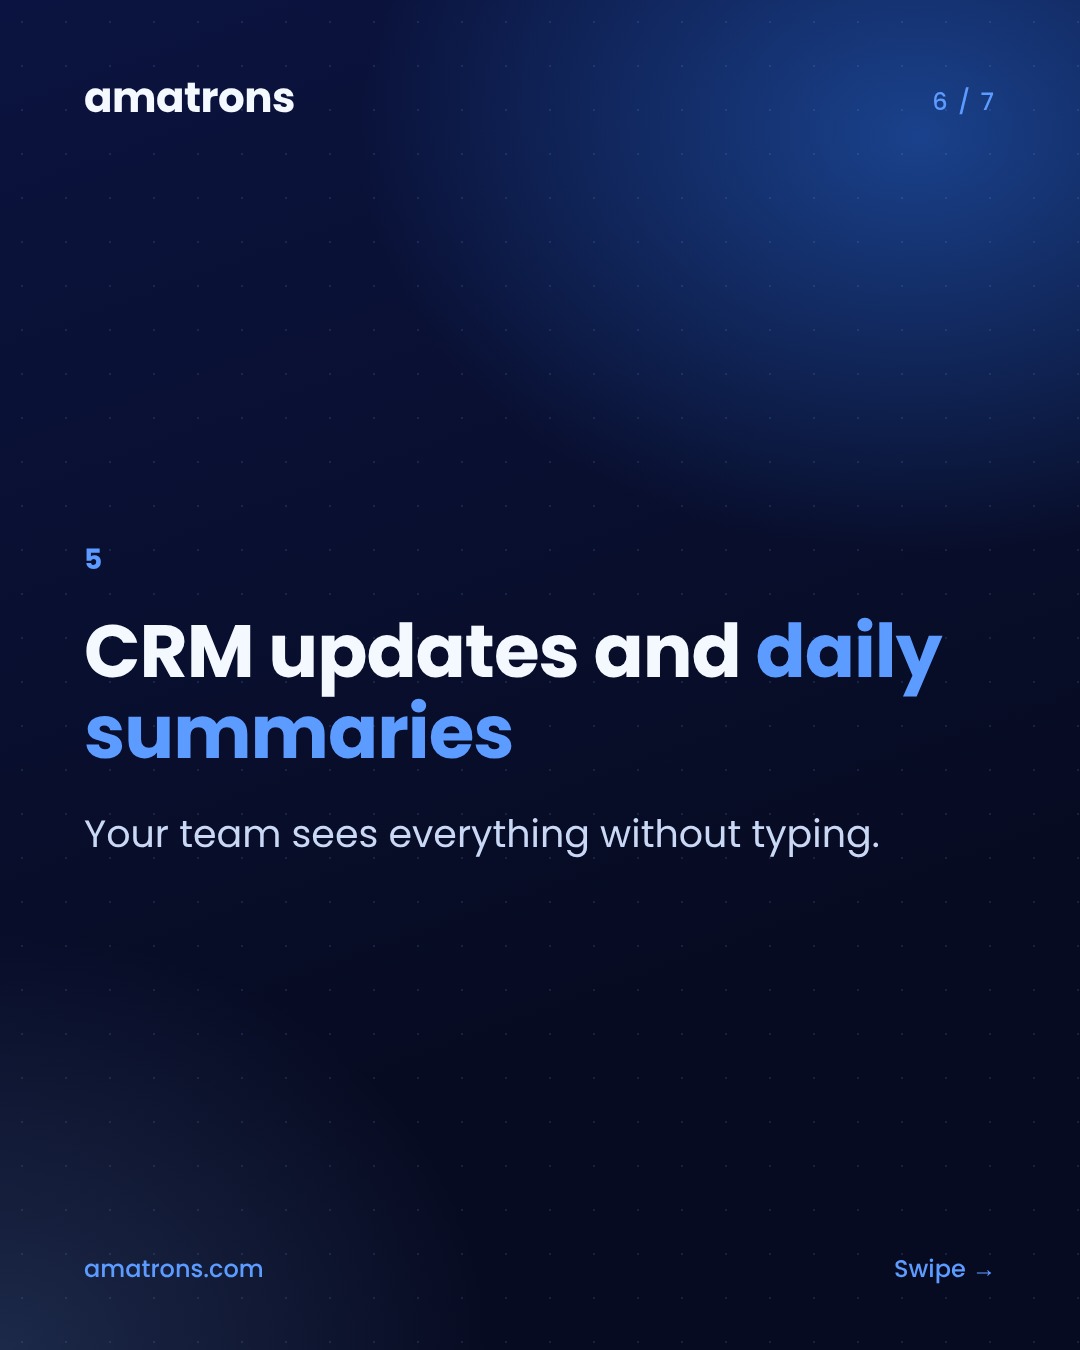 amatrons
6 / 7
5
CRM updates and daily
summaries
Your team sees everything without typing.
amatrons.com
Swipe →